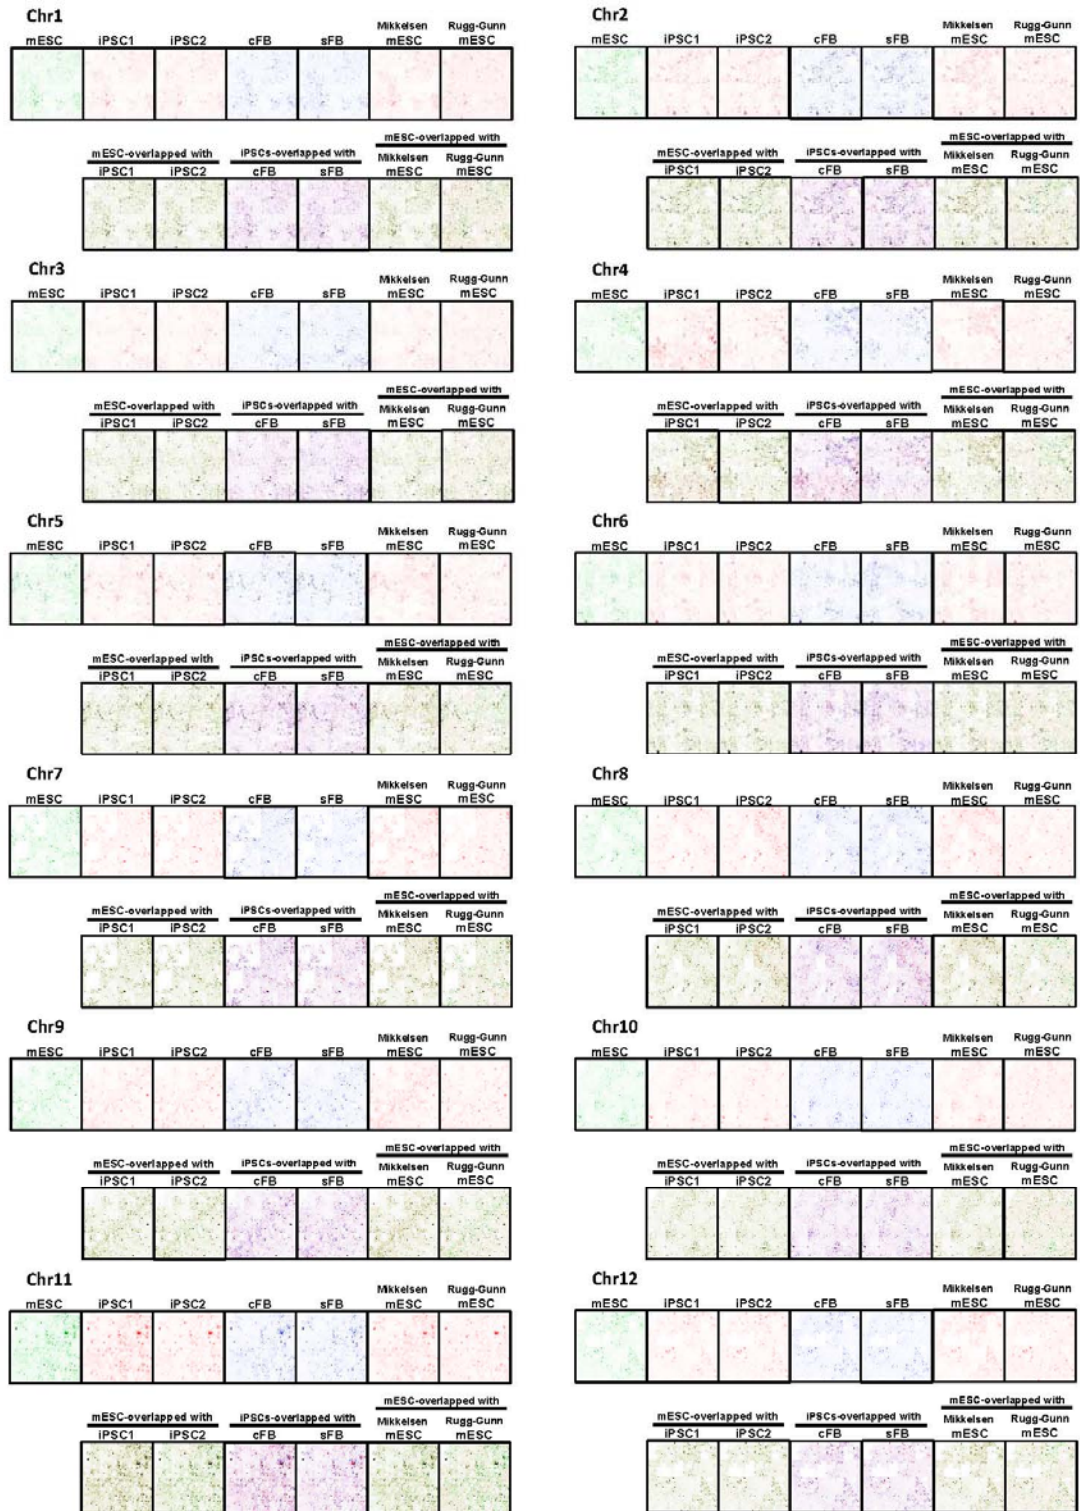 Chr1
Mikkelsen Rugg-Gunn
mESC iPSC1 iPSC2 cFB sFB mESC mESC
mESC-overlapped with
mESC-overlapped with iPSCs-overlapped with Mikkelsen Rugg-Gunn
iPSC1 iPSC2 cFB sFB mESC mESC
Chr2
Mikkelsen Rugg-Gunn
mESC iPSC1 iPSC2 cFB sFB mESC mESC
mESC-overlapped with
mESC-overlapped with iPSCs-overlapped with Mikkelsen Rugg-Gunn
iPSC1 iPSC2 cFB sFB mESC mESC
Chr3
Mikkelsen Rugg-Gunn
mESC iPSC1 iPSC2 cFB sFB mESC mESC
mESC-overlapped with
mESC-overlapped with iPSCs-overlapped with Mikkelsen Rugg-Gunn
iPSC1 iPSC2 cFB sFB mESC mESC
Chr4
Mikkelsen Rugg-Gunn
mESC iPSC1 iPSC2 cFB sFB mESC mESC
mESC-overlapped with
mESC-overlapped with iPSCs-overlapped with Mikkelsen Rugg-Gunn
iPSC1 iPSC2 cFB sFB mESC mESC
Chr5
Mikkelsen Rugg-Gunn
mESC iPSC1 iPSC2 cFB sFB mESC mESC
mESC-overlapped with
mESC-overlapped with iPSCs-overlapped with Mikkelsen Rugg-Gunn
iPSC1 iPSC2 cFB sFB mESC mESC
Chr6
Mikkelsen Rugg-Gunn
mESC iPSC1 iPSC2 cFB sFB mESC mESC
mESC-overlapped with
mESC-overlapped with iPSCs-overlapped with Mikkelsen Rugg-Gunn
iPSC1 iPSC2 cFB sFB mESC mESC
Chr7
Mikkelsen Rugg-Gunn
mESC iPSC1 iPSC2 cFB sFB mESC mESC
mESC-overlapped with
mESC-overlapped with iPSCs-overlapped with Mikkelsen Rugg-Gunn
iPSC1 iPSC2 cFB sFB mESC mESC
Chr8
Mikkelsen Rugg-Gunn
mESC iPSC1 iPSC2 cFB sFB mESC mESC
mESC-overlapped with
mESC-overlapped with iPSCs-overlapped with Mikkelsen Rugg-Gunn
iPSC1 iPSC2 cFB sFB mESC mESC
Chr9
Mikkelsen Rugg-Gunn
mESC iPSC1 iPSC2 cFB sFB mESC mESC
mESC-overlapped with
mESC-overlapped with iPSCs-overlapped with Mikkelsen Rugg-Gunn
iPSC1 iPSC2 cFB sFB mESC mESC
Chr10
Mikkelsen Rugg-Gunn
mESC iPSC1 iPSC2 cFB sFB mESC mESC
mESC-overlapped with
mESC-overlapped with iPSCs-overlapped with Mikkelsen Rugg-Gunn
iPSC1 iPSC2 cFB sFB mESC mESC
Chr11
Mikkelsen Rugg-Gunn
mESC iPSC1 iPSC2 cFB sFB mESC mESC
mESC-overlapped with
mESC-overlapped with iPSCs-overlapped with Mikkelsen Rugg-Gunn
iPSC1 iPSC2 cFB sFB mESC mESC
Chr12
Mikkelsen Rugg-Gunn
mESC iPSC1 iPSC2 cFB sFB mESC mESC
mESC-overlapped with
mESC-overlapped with iPSCs-overlapped with Mikkelsen Rugg-Gunn
iPSC1 iPSC2 cFB sFB mESC mESC